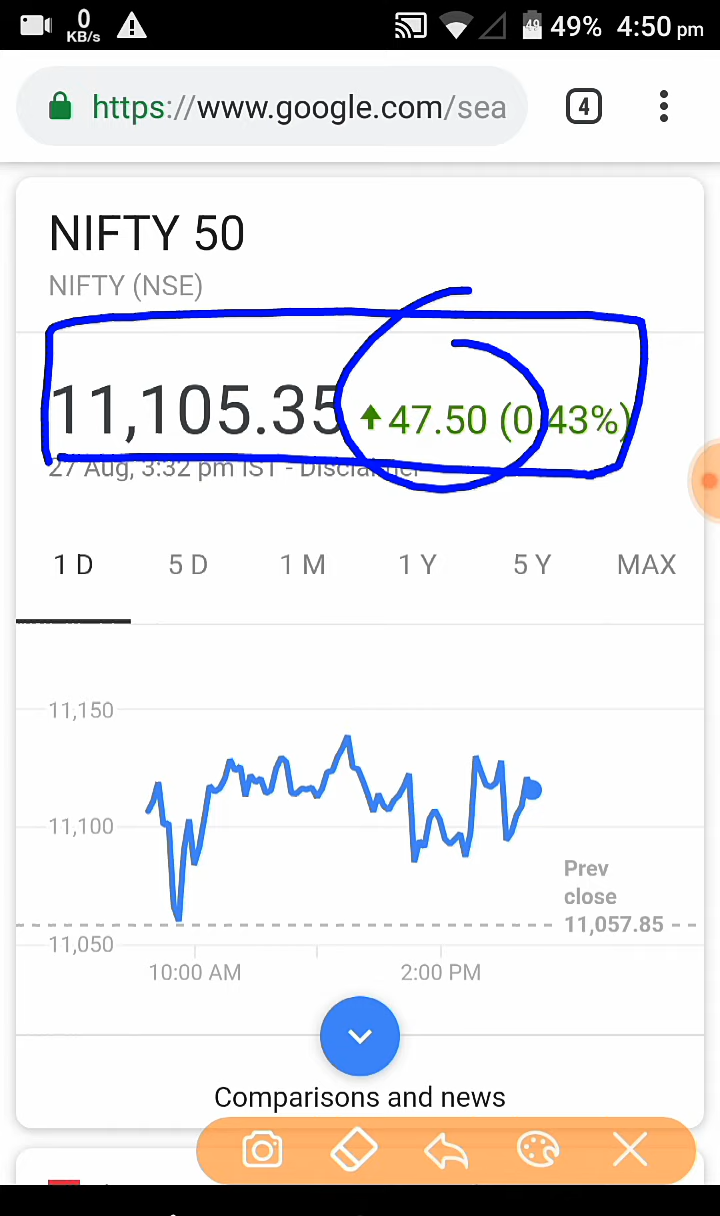 0
KB/s
49
49%
4:50 pm
https://www.google.com/sea
4
NIFTY 50
NIFTY (NSE)
11,105.35 47.50 (0.43%)
27 Aug, 3:32 pm IST - Disclaimer
1 D 5 D 1 M 1 Y 5 Y MAX
11,150
11,100
Prev
close
11,057.85
11,050
10:00 AM 2:00 PM
Comparisons and news